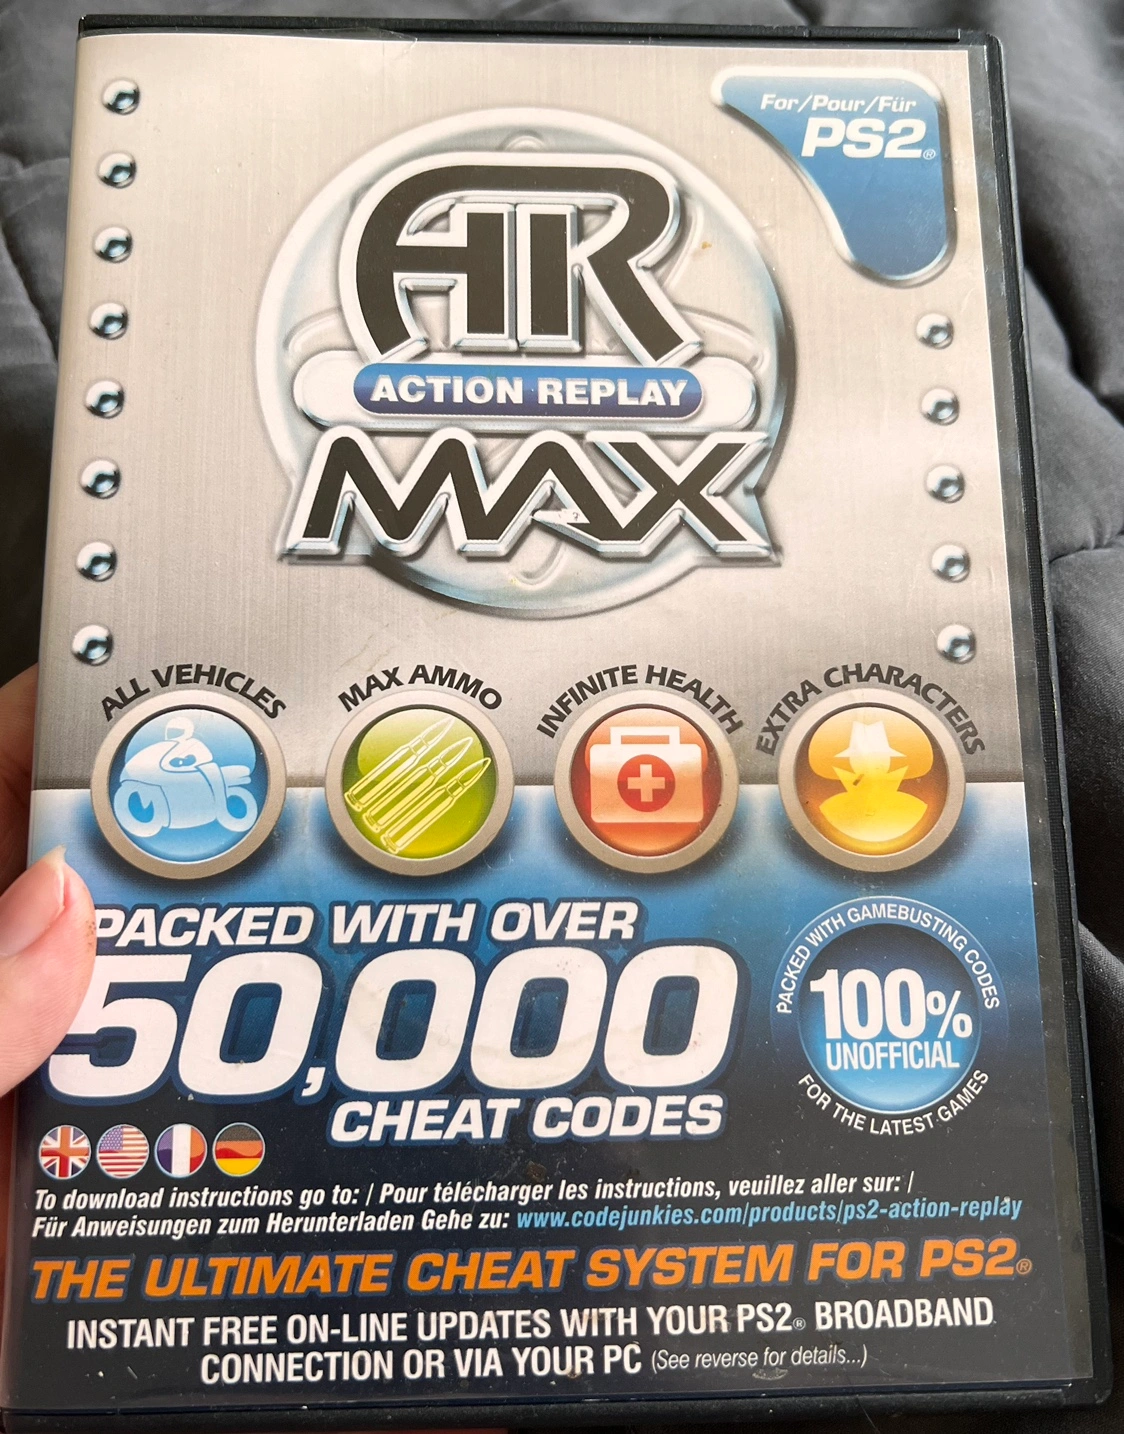 For/Pour/Für
PS2®
AR
ACTION REPLAY
MAX
ALL VEHICLES
MAX AMMO
INFINITE HEALTH
EXTRA CHARACTERS
PACKED WITH OVER
50,000
CHEAT CODES
PACKED WITH GAMEBUSTING CODES
100%
UNOFFICIAL
FOR THE LATEST GAMES
To download instructions go to: / Pour télécharger les instructions, veuillez aller sur: /
Für Anweisungen zum Herunterladen Gehe zu: www.codejunkies.com/products/ps2-action-replay
THE ULTIMATE CHEAT SYSTEM FOR PS2®
INSTANT FREE ON-LINE UPDATES WITH YOUR PS2® BROADBAND
CONNECTION OR VIA YOUR PC (See reverse for details...)